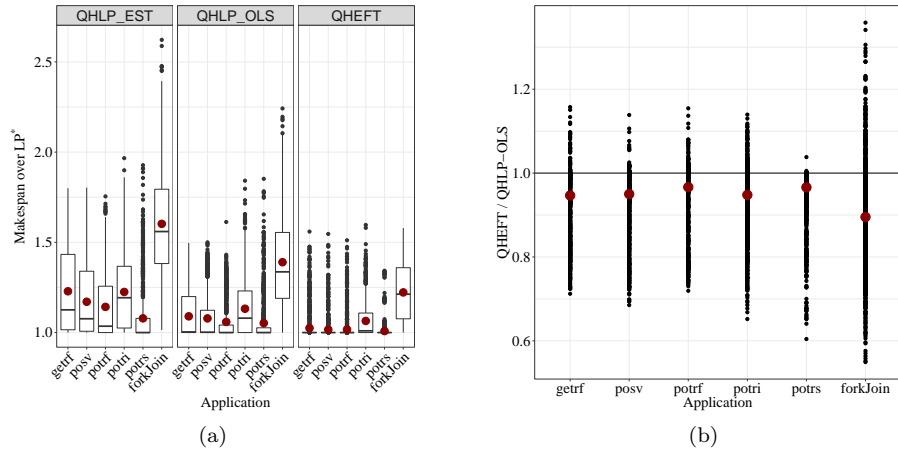 QHLP_EST QHLP_OLS QHEFT
Makespan over LP*
2.5
2.0
1.5
1.0
getrf posv potrf potri potrs forkJoin getrf posv potrf potri potrs forkJoin getrf posv potrf potri potrs forkJoin
Application
(a)
QHEFT / QHLP−OLS
1.2
1.0
0.8
0.6
getrf posv potrf potri potrs forkJoin
Application
(b)